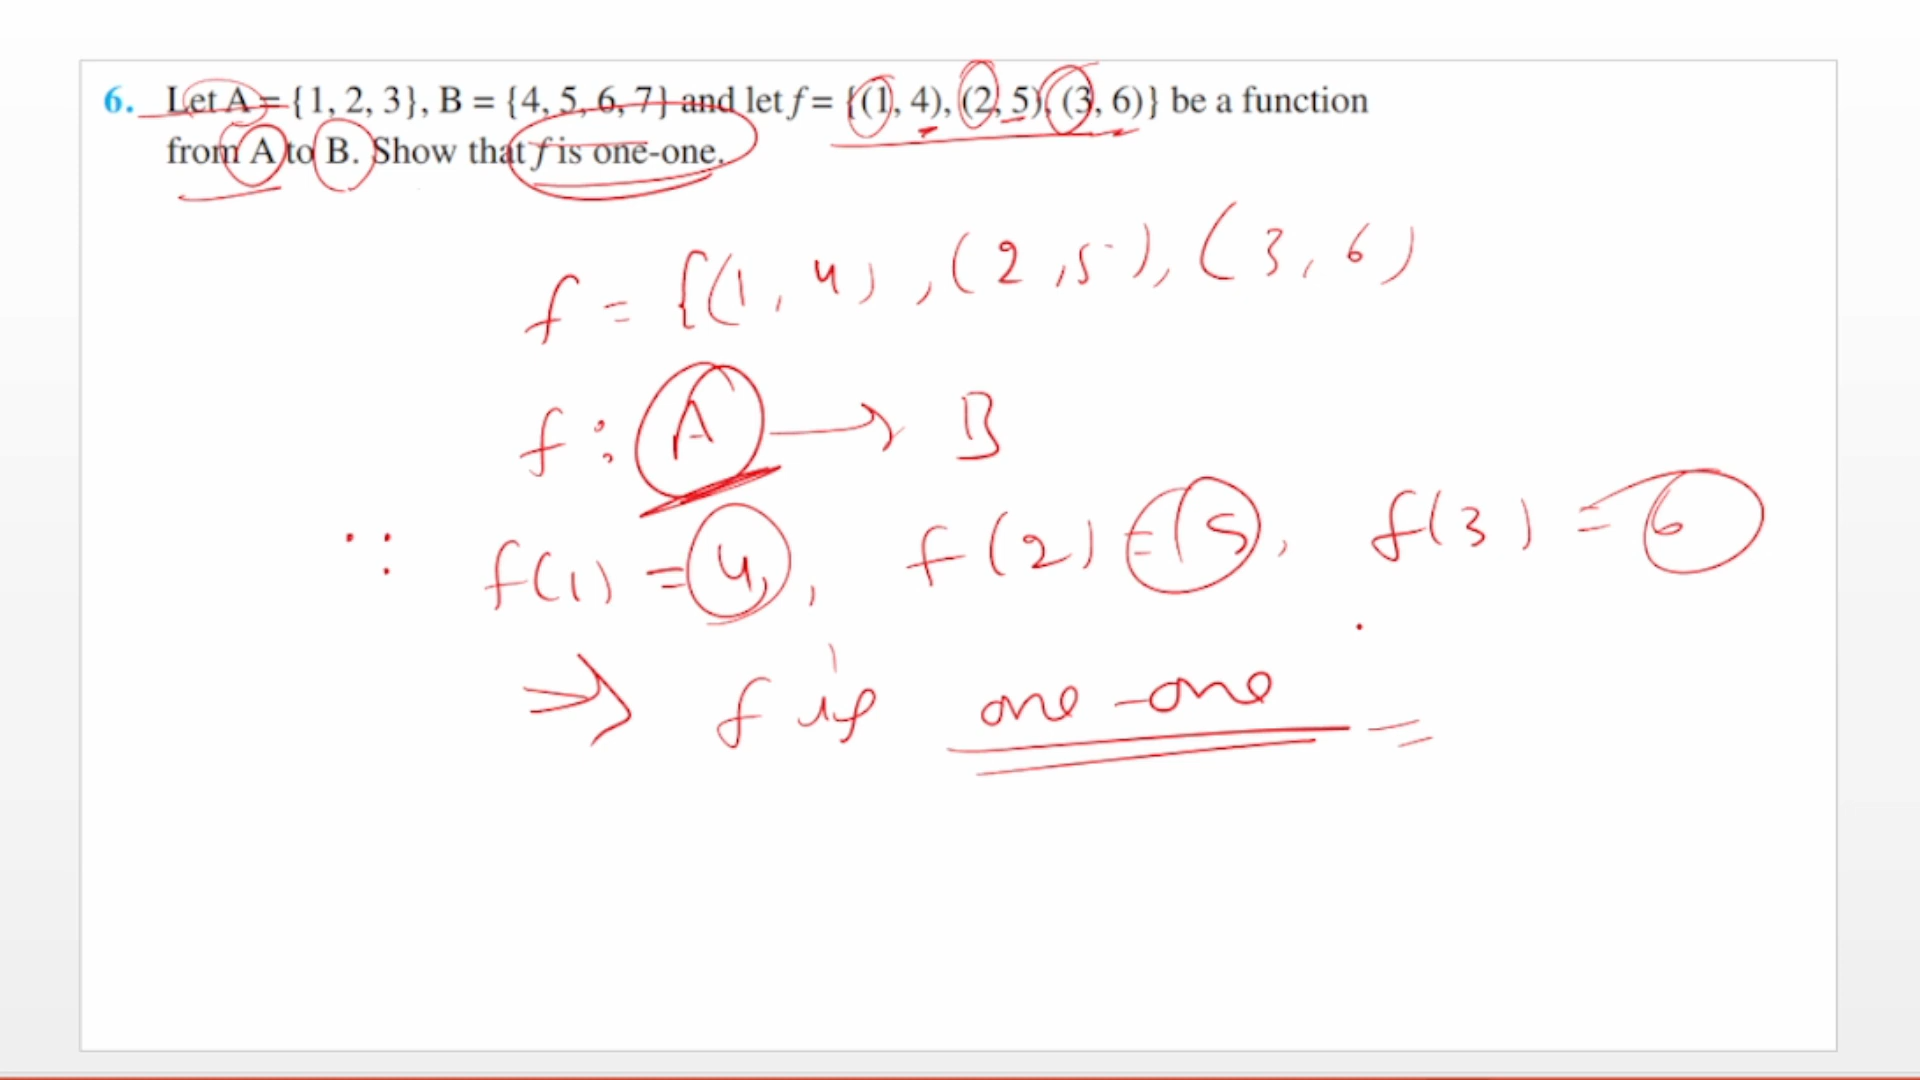 6. Let A = {1, 2, 3}, B = {4, 5, 6, 7} and let f = {(1, 4), (2, 5), (3, 6)} be a function
from A to B. Show that f is one-one.
f = {(1, 4), (2, 5), (3, 6)
f : A → B
∵ f(1) = 4, , f(2) = 5, f(3) = 6
⇒ f is one-one